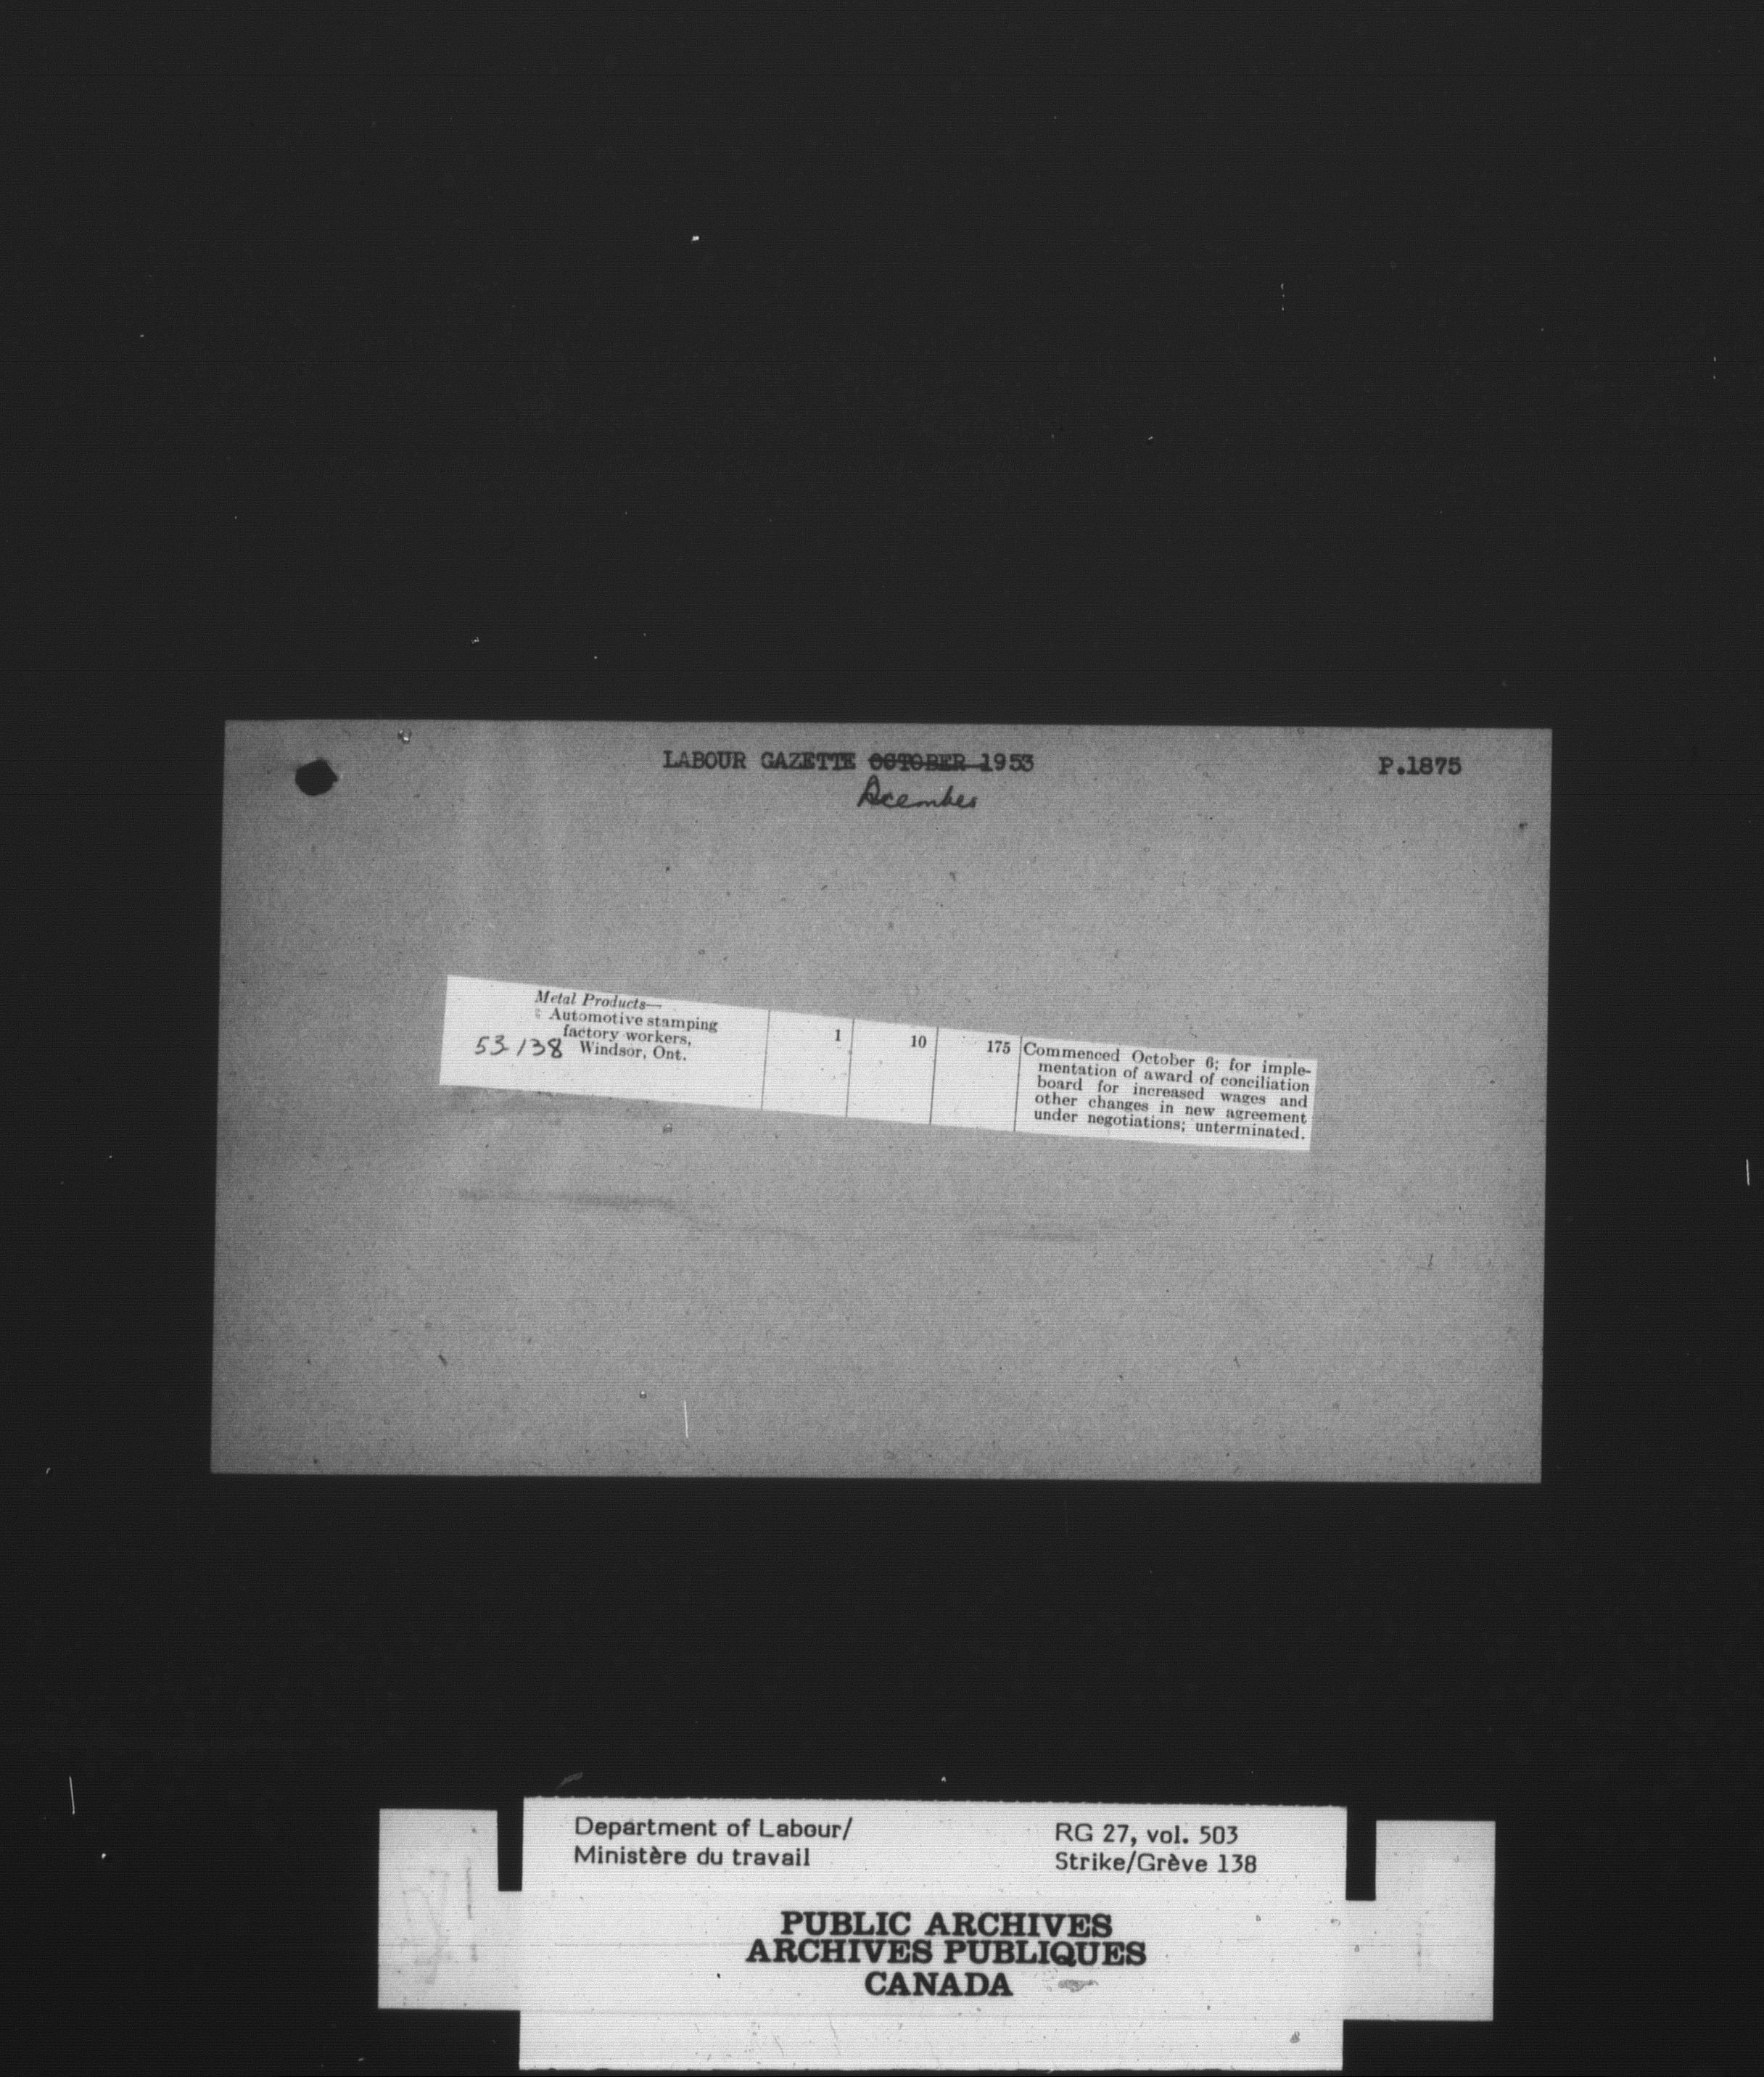 LABOUR GAZETTE OCTOBER 1953
P.1875
December
Metal Products—
Automotive stamping
factory workers,
53-138 Windsor, Ont.
1
10
175
Commenced October 6; for imple-
mentation of award of conciliation
board for increased wages and
other changes in new agreement
under negotiations; unterminated.
Department of Labour/
Ministère du travail
RG 27, vol. 503
Strike/Grève 138
PUBLIC ARCHIVES
ARCHIVES PUBLIQUES
CANADA